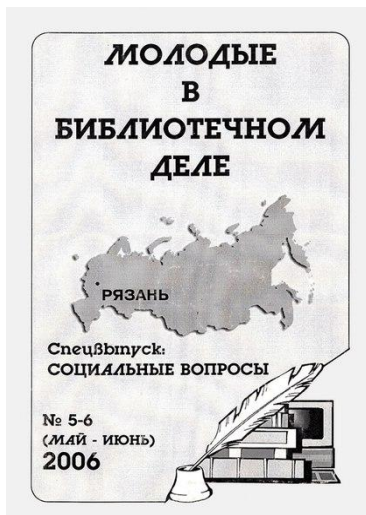 МОЛОДЫЕ
В
БИБЛИОТЕЧНОМ
ДЕЛЕ
РЯЗАНЬ
Спецвыпуск:
СОЦИАЛЬНЫЕ ВОПРОСЫ
№ 5-6
(МАЙ - ИЮНЬ)
2006